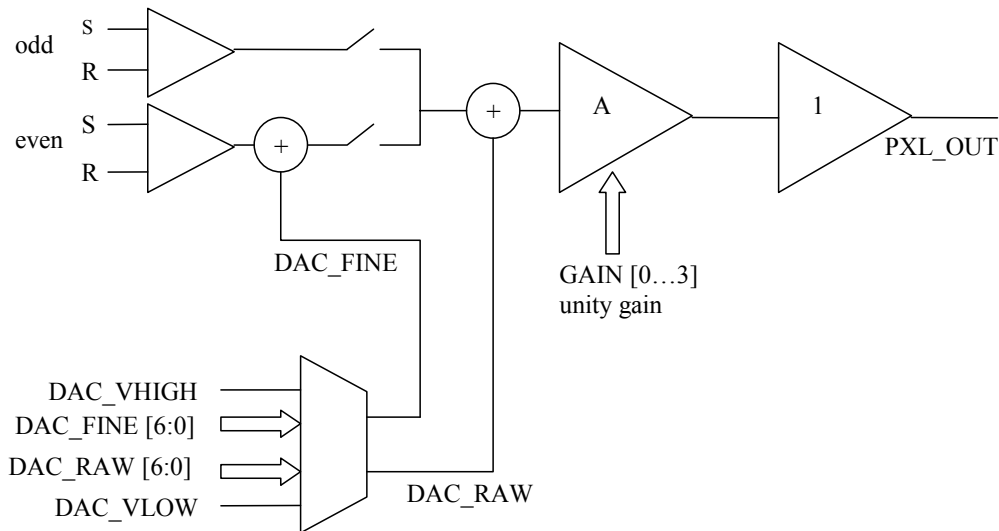 odd
S
R
even
S
R
+
+
A
1
PXL_OUT
DAC_FINE
GAIN [0…3]
unity gain
DAC_VHIGH
DAC_FINE [6:0]
DAC_RAW [6:0]
DAC_VLOW
DAC_RAW